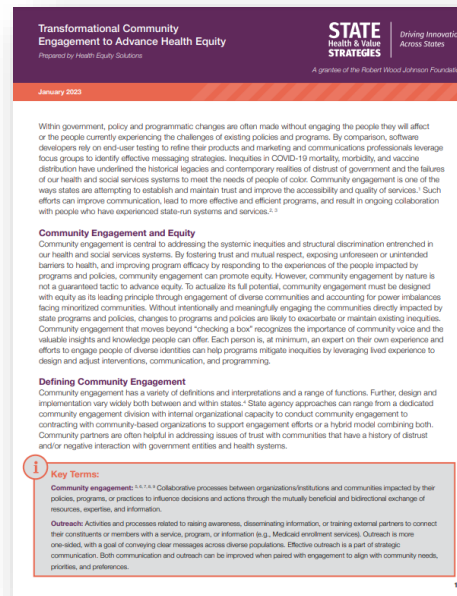 Transformational Community
Engagement to Advance Health Equity
Prepared by Health Equity Solutions
STATE
Health & Value
STRATEGIES
Driving Innovation
Across States
A grantee of the Robert Wood Johnson Foundation
January 2023
Within government, policy and programmatic changes are often made without engaging the people they will affect
or the people currently experiencing the challenges of existing policies and programs. By comparison, software
developers rely on end-user testing to refine their products and marketing and communications professionals leverage
focus groups to identify effective messaging strategies. Inequities in COVID-19 mortality, morbidity, and vaccine
distribution have underlined the historical legacies and contemporary realities of distrust of government and the failures
of our health and social services systems to meet the needs of people of color. Community engagement is one of the
ways states are attempting to establish and maintain trust and improve the accessibility and quality of services.1 Such
efforts can improve communication, lead to more effective and efficient programs, and result in ongoing collaboration
with people who have experienced state-run systems and services.2, 3
Community Engagement and Equity
Community engagement is central to addressing the systemic inequities and structural discrimination entrenched in
our health and social services systems. By fostering trust and mutual respect, exposing unforeseen or unintended
barriers to health, and improving program efficacy by responding to the experiences of the people impacted by
programs and policies, community engagement can promote equity. However, community engagement by nature is
not a guaranteed tactic to advance equity. To actualize its full potential, community engagement must be designed
with equity as its leading principle through engagement of diverse communities and accounting for power imbalances
facing minoritized communities. Without intentionally and meaningfully engaging the communities directly impacted by
state programs and policies, changes to programs and policies are likely to exacerbate or maintain existing inequities.
Community engagement that moves beyond "checking a box" recognizes the importance of community voice and the
valuable insights and knowledge people can offer. Each person is, at minimum, an expert on their own experience and
efforts to engage people of diverse identities can help programs mitigate inequities by leveraging lived experience to
design and adjust interventions, communication, and programming.
Defining Community Engagement
Community engagement has a variety of definitions and interpretations and a range of functions. Further, design and
implementation vary widely both between and within states.4 State agency approaches can range from a dedicated
community engagement division with internal organizational capacity to conduct community engagement to
contracting with community-based organizations to support engagement efforts or a hybrid model combining both.
Community partners are often helpful in addressing issues of trust with communities that have a history of distrust
and/or negative interaction with government entities and health systems.
i
Key Terms:
Community engagement: 5, 6, 7, 8, 9 Collaborative processes between organizations/institutions and communities impacted by their
policies, programs, or practices to influence decisions and actions through the mutually beneficial and bidirectional exchange of
resources, expertise, and information.
Outreach: Activities and processes related to raising awareness, disseminating information, or training external partners to connect
their constituents or members with a service, program, or information (e.g., Medicaid enrollment services). Outreach is more
one-sided, with a goal of conveying clear messages across diverse populations. Effective outreach is a part of strategic
communication. Both communication and outreach can be improved when paired with engagement to align with community needs,
priorities, and preferences.
1